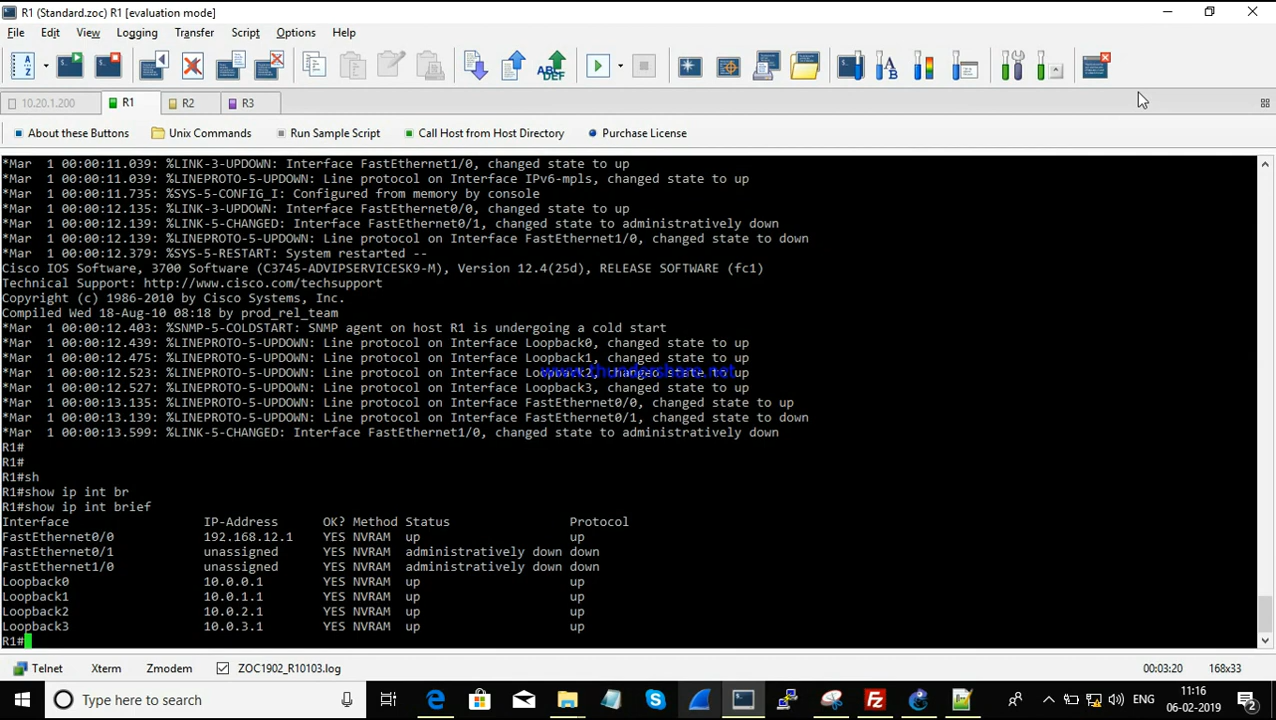 R1 (Standard.zoc) R1 [evaluation mode]
File Edit View Logging Transfer Script Options Help
10.20.1.200 R1 R2 R3
About these Buttons Unix Commands Run Sample Script Call Host from Host Directory Purchase License
*Mar  1 00:00:11.039: %LINK-3-UPDOWN: Interface FastEthernet1/0, changed state to up
*Mar  1 00:00:11.039: %LINEPROTO-5-UPDOWN: Line protocol on Interface IPv6-mpls, changed state to up
*Mar  1 00:00:11.735: %SYS-5-CONFIG_I: Configured from memory by console
*Mar  1 00:00:12.135: %LINK-3-UPDOWN: Interface FastEthernet0/0, changed state to up
*Mar  1 00:00:12.139: %LINK-5-CHANGED: Interface FastEthernet0/1, changed state to administratively down
*Mar  1 00:00:12.139: %LINEPROTO-5-UPDOWN: Line protocol on Interface FastEthernet1/0, changed state to down
*Mar  1 00:00:12.379: %SYS-5-RESTART: System restarted --
Cisco IOS Software, 3700 Software (C3745-ADVIPSERVICESK9-M), Version 12.4(25d), RELEASE SOFTWARE (fc1)
Technical Support: http://www.cisco.com/techsupport
Copyright (c) 1986-2010 by Cisco Systems, Inc.
Compiled Wed 18-Aug-10 08:18 by prod_rel_team
*Mar  1 00:00:12.403: %SNMP-5-COLDSTART: SNMP agent on host R1 is undergoing a cold start
*Mar  1 00:00:12.439: %LINEPROTO-5-UPDOWN: Line protocol on Interface Loopback0, changed state to up
*Mar  1 00:00:12.475: %LINEPROTO-5-UPDOWN: Line protocol on Interface Loopback1, changed state to up
*Mar  1 00:00:12.523: %LINEPROTO-5-UPDOWN: Line protocol on Interface Loopback2, changed state to up
www.thundershare.net
*Mar  1 00:00:12.527: %LINEPROTO-5-UPDOWN: Line protocol on Interface Loopback3, changed state to up
*Mar  1 00:00:13.135: %LINEPROTO-5-UPDOWN: Line protocol on Interface FastEthernet0/0, changed state to up
*Mar  1 00:00:13.139: %LINEPROTO-5-UPDOWN: Line protocol on Interface FastEthernet0/1, changed state to down
*Mar  1 00:00:13.599: %LINK-5-CHANGED: Interface FastEthernet1/0, changed state to administratively down
R1#
R1#
R1#sh
R1#show ip int br
R1#show ip int brief
Interface IP-Address OK? Method Status Protocol
FastEthernet0/0 192.168.12.1 YES NVRAM up up
FastEthernet0/1 unassigned YES NVRAM administratively down down
FastEthernet1/0 unassigned YES NVRAM administratively down down
Loopback0 10.0.0.1 YES NVRAM up up
Loopback1 10.0.1.1 YES NVRAM up up
Loopback2 10.0.2.1 YES NVRAM up up
Loopback3 10.0.3.1 YES NVRAM up up
R1#
Telnet Xterm Zmodem ZOC1902_R10103.log 00:03:20 168x33
Type here to search ENG 11:16
06-02-2019 2